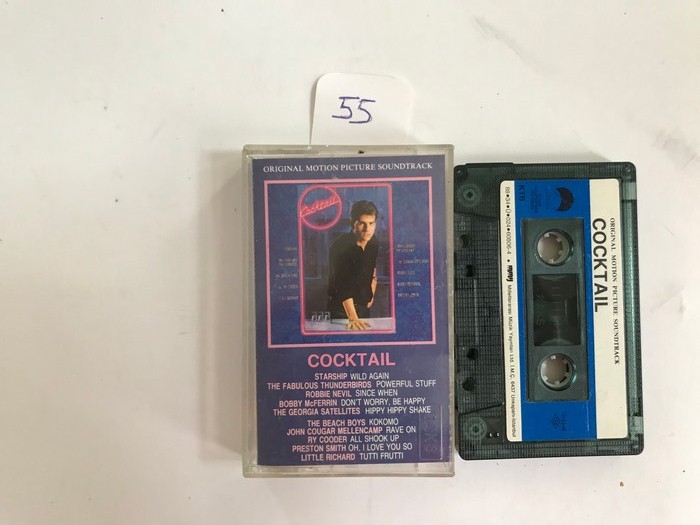 55
ORIGINAL MOTION PICTURE SOUNDTRACK
Cocktail
COCKTAIL
STARSHIP WILD AGAIN
THE FABULOUS THUNDERBIRDS POWERFUL STUFF
ROBBIE NEVIL SINCE WHEN
BOBBY McFERRIN DON'T WORRY, BE HAPPY
THE GEORGIA SATELLITES HIPPY HIPPY SHAKE
THE BEACH BOYS KOKOMO
JOHN COUGAR MELLENCAMP RAVE ON
RY COODER ALL SHOOK UP
PRESTON SMITH OH, I LOVE YOU SO
LITTLE RICHARD TUTTI FRUTTI
ORIGINAL MOTION PICTURE SOUNDTRACK
COCKTAIL
KTB